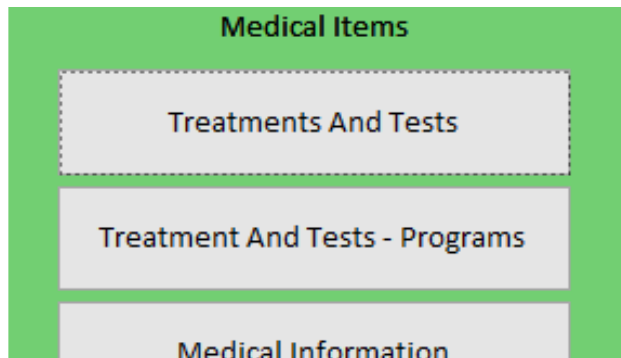 Medical Items
Treatments And Tests
Treatment And Tests - Programs
Medical Information